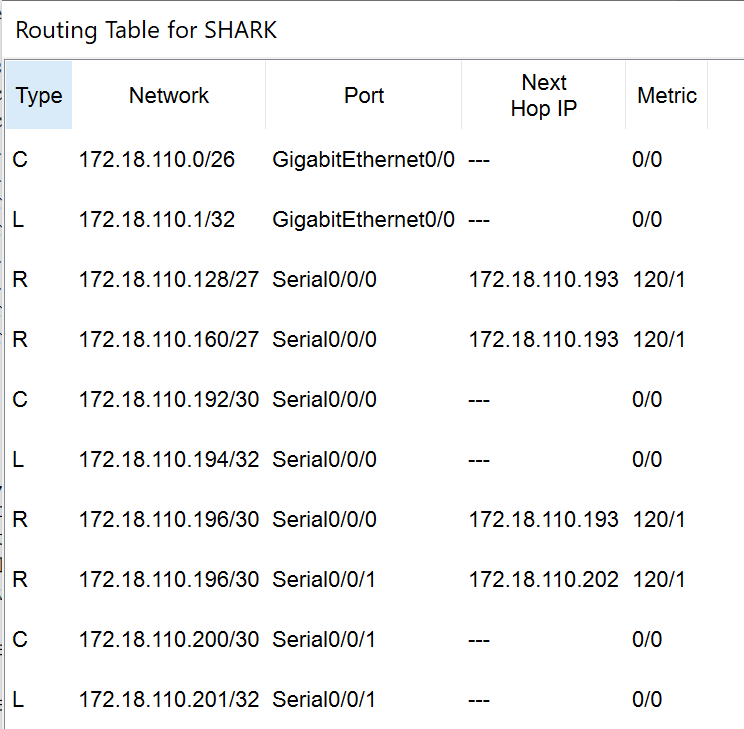 Routing Table for SHARK
Type Network Port Next Hop IP Metric
C 172.18.110.0/26 GigabitEthernet0/0 --- 0/0
L 172.18.110.1/32 GigabitEthernet0/0 --- 0/0
R 172.18.110.128/27 Serial0/0/0 172.18.110.193 120/1
R 172.18.110.160/27 Serial0/0/0 172.18.110.193 120/1
C 172.18.110.192/30 Serial0/0/0 --- 0/0
L 172.18.110.194/32 Serial0/0/0 --- 0/0
R 172.18.110.196/30 Serial0/0/0 172.18.110.193 120/1
R 172.18.110.196/30 Serial0/0/1 172.18.110.202 120/1
C 172.18.110.200/30 Serial0/0/1 --- 0/0
L 172.18.110.201/32 Serial0/0/1 --- 0/0